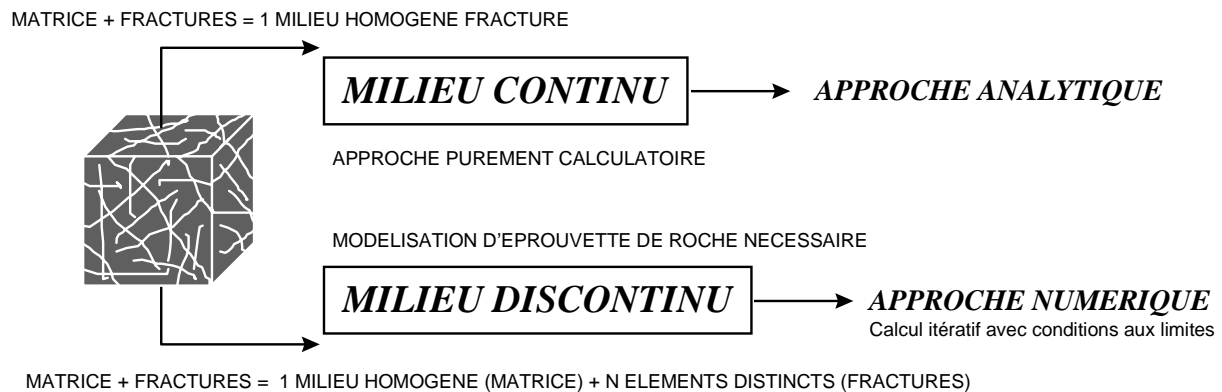 MATRICE + FRACTURES = 1 MILIEU HOMOGENE FRACTURE
MILIEU CONTINU
APPROCHE ANALYTIQUE
APPROCHE PUREMENT CALCULATOIRE
MODELISATION D'EPROUVETTE DE ROCHE NECESSAIRE
MILIEU DISCONTINU
APPROCHE NUMERIQUE
Calcul itératif avec conditions aux limites
MATRICE + FRACTURES = 1 MILIEU HOMOGENE (MATRICE) + N ELEMENTS DISTINCTS (FRACTURES)